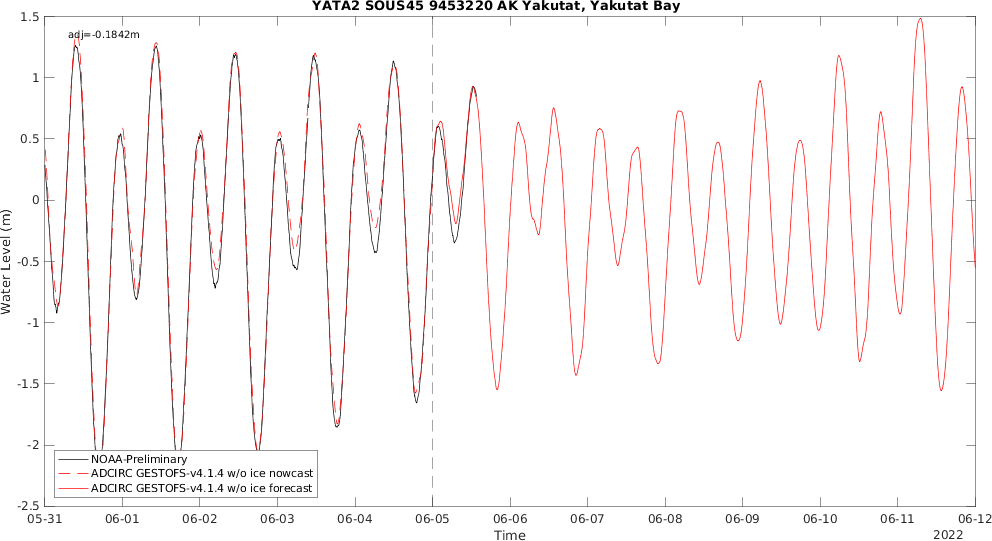 YATA2 SOUS45 9453220 AK Yakutat, Yakutat Bay
adj=-0.1842m
1.5
1
0.5
0
-0.5
-1
-1.5
-2
-2.5
Water Level (m)
NOAA-Preliminary
ADCIRC GESTOFS-v4.1.4 w/o ice nowcast
ADCIRC GESTOFS-v4.1.4 w/o ice forecast
05-31 06-01 06-02 06-03 06-04 06-05 06-06 06-07 06-08 06-09 06-10 06-11 06-12
Time
2022